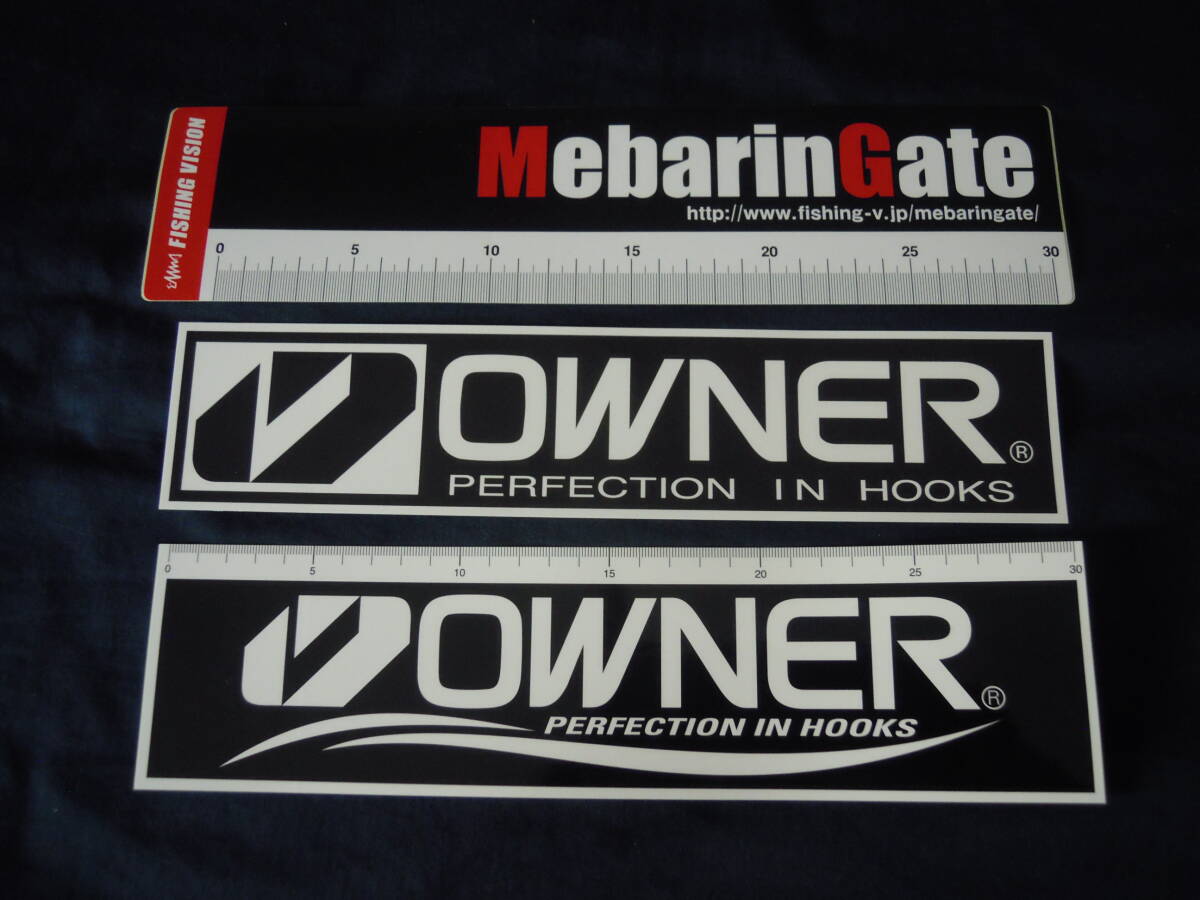 FISHING VISION
MebarinGate
http://www.fishing-v.jp/mebaringate/
0 5 10 15 20 25 30
OWNER®
PERFECTION IN HOOKS
0 5 10 15 20 25 30
OWNER®
PERFECTION IN HOOKS